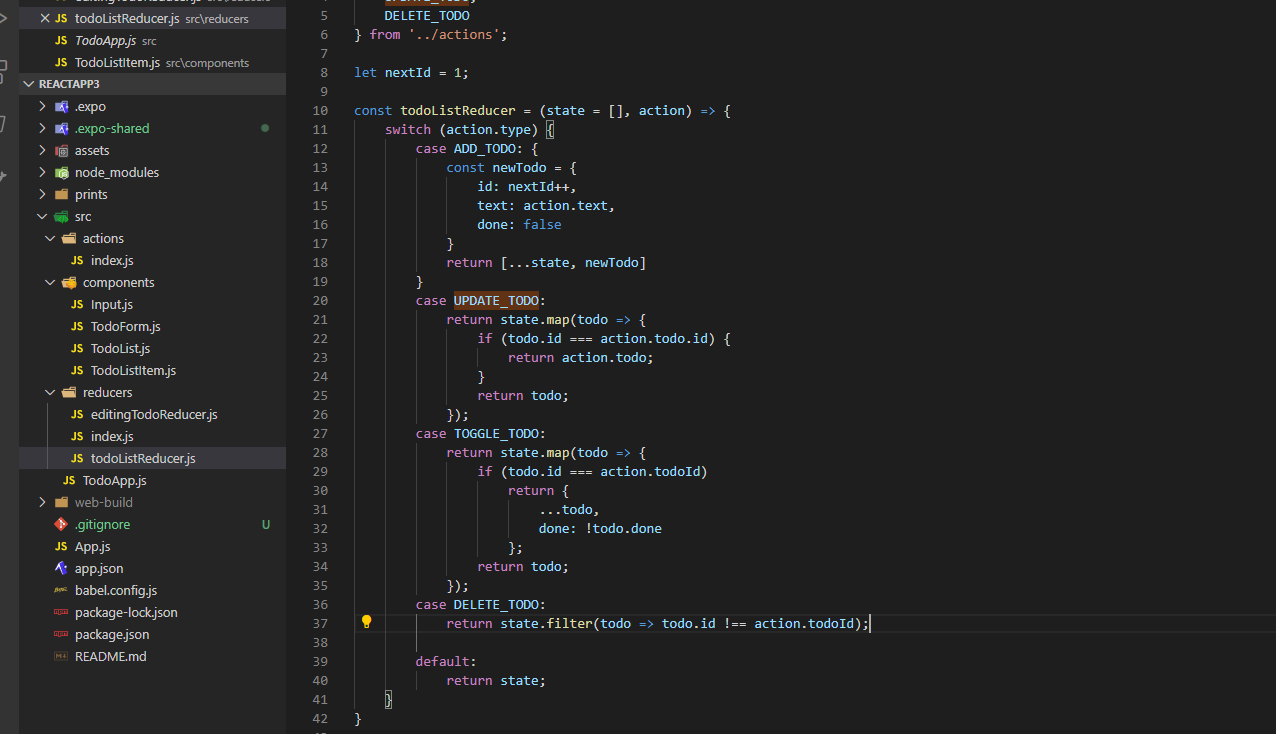 editingTodoReducer.js src\reducers
JS todoListReducer.js src\reducers
JS TodoApp.js src
JS TodoListItem.js src\components
REACTAPP3
.expo
.expo-shared
assets
node_modules
prints
src
actions
JS index.js
components
JS Input.js
JS TodoForm.js
JS TodoList.js
JS TodoListItem.js
reducers
JS editingTodoReducer.js
JS index.js
JS todoListReducer.js
JS TodoApp.js
web-build
.gitignore U
JS App.js
app.json
babel.config.js
package-lock.json
package.json
README.md
UPDATE_TODO,
5 DELETE_TODO
6 } from '../actions';
7
8 let nextId = 1;
9
10 const todoListReducer = (state = [], action) => {
11 switch (action.type) {
12 case ADD_TODO: {
13 const newTodo = {
14 id: nextId++,
15 text: action.text,
16 done: false
17 }
18 return [...state, newTodo]
19 }
20 case UPDATE_TODO:
21 return state.map(todo => {
22 if (todo.id === action.todo.id) {
23 return action.todo;
24 }
25 return todo;
26 });
27 case TOGGLE_TODO:
28 return state.map(todo => {
29 if (todo.id === action.todoId)
30 return {
31 ...todo,
32 done: !todo.done
33 };
34 return todo;
35 });
36 case DELETE_TODO:
37 return state.filter(todo => todo.id !== action.todoId);
38
39 default:
40 return state;
41 }
42 }